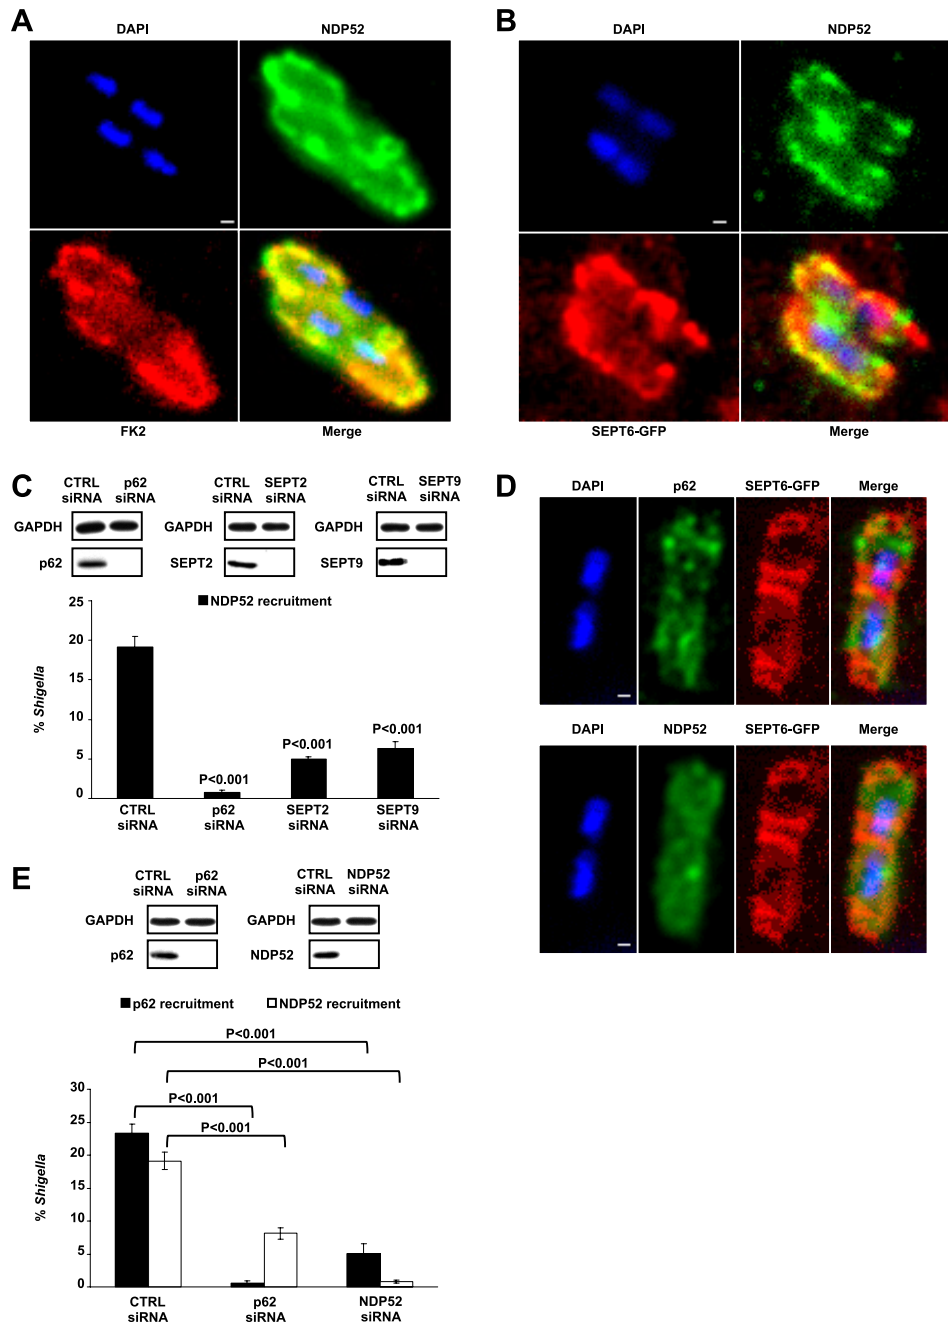 A
DAPI
NDP52
FK2
Merge
B
DAPI
NDP52
SEPT6-GFP
Merge
C
CTRL siRNA
p62 siRNA
CTRL siRNA
SEPT2 siRNA
CTRL siRNA
SEPT9 siRNA
GAPDH
GAPDH
GAPDH
p62
SEPT2
SEPT9
NDP52 recruitment
% Shigella
25
20
15
10
5
0
P<0.001
P<0.001
P<0.001
CTRL siRNA
p62 siRNA
SEPT2 siRNA
SEPT9 siRNA
D
DAPI
p62
SEPT6-GFP
Merge
DAPI
NDP52
SEPT6-GFP
Merge
E
CTRL siRNA
p62 siRNA
CTRL siRNA
NDP52 siRNA
GAPDH
GAPDH
p62
NDP52
p62 recruitment
NDP52 recruitment
P<0.001
P<0.001
P<0.001
P<0.001
% Shigella
30
25
20
15
10
5
0
CTRL siRNA
p62 siRNA
NDP52 siRNA